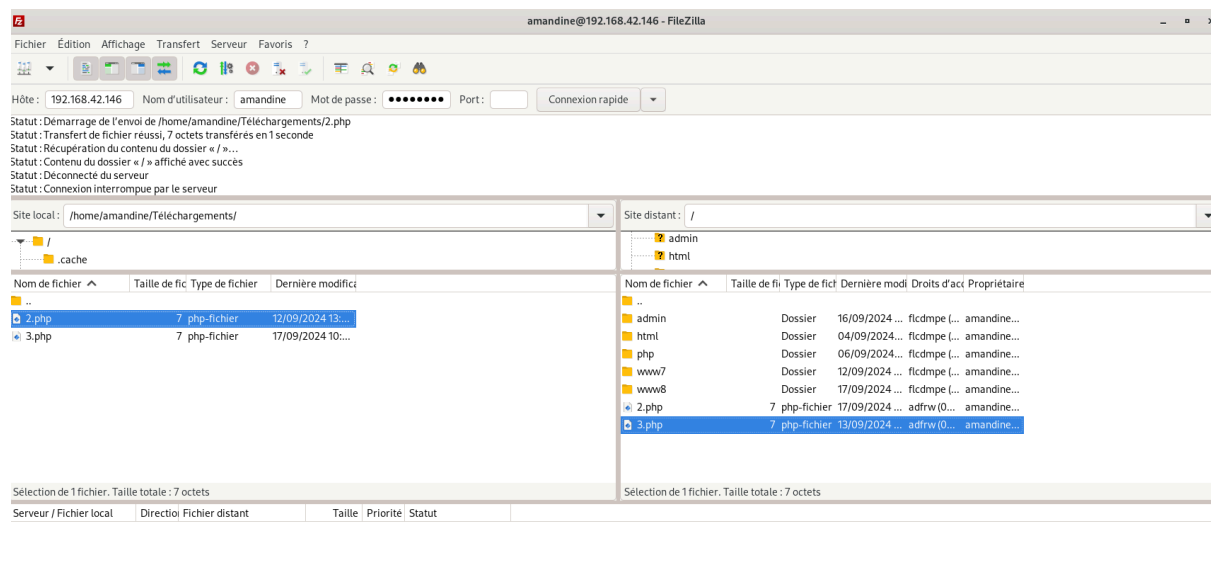 amandine@192.168.42.146 - FileZilla
Fichier Édition Affichage Transfert Serveur Favoris ?
Hôte : 192.168.42.146 Nom d'utilisateur : amandine Mot de passe : ●●●●●●●● Port : Connexion rapide
Statut : Démarrage de l'envoi de /home/amandine/Téléchargements/2.php
Statut : Transfert de fichier réussi, 7 octets transférés en 1 seconde
Statut : Récupération du contenu du dossier « / »...
Statut : Contenu du dossier « / » affiché avec succès
Statut : Déconnecté du serveur
Statut : Connexion interrompue par le serveur
Site local : /home/amandine/Téléchargements/
/
.cache
Nom de fichier Taille de fic Type de fichier Dernière modifica
..
2.php 7 php-fichier 12/09/2024 13:...
3.php 7 php-fichier 17/09/2024 10:...
Sélection de 1 fichier. Taille totale : 7 octets
Site distant : /
? admin
? html
Nom de fichier Taille de fi Type de fich Dernière modi Droits d'acc Propriétaire
..
admin Dossier 16/09/2024 ... flcdmpe (... amandine...
html Dossier 04/09/2024... flcdmpe (... amandine...
php Dossier 06/09/2024... flcdmpe (... amandine...
www7 Dossier 12/09/2024 ... flcdmpe (... amandine...
www8 Dossier 17/09/2024 ... flcdmpe (... amandine...
2.php 7 php-fichier 17/09/2024 ... adfrw (0... amandine...
3.php 7 php-fichier 13/09/2024 ... adfrw (0... amandine...
Sélection de 1 fichier. Taille totale : 7 octets
Serveur / Fichier local Direction Fichier distant Taille Priorité Statut